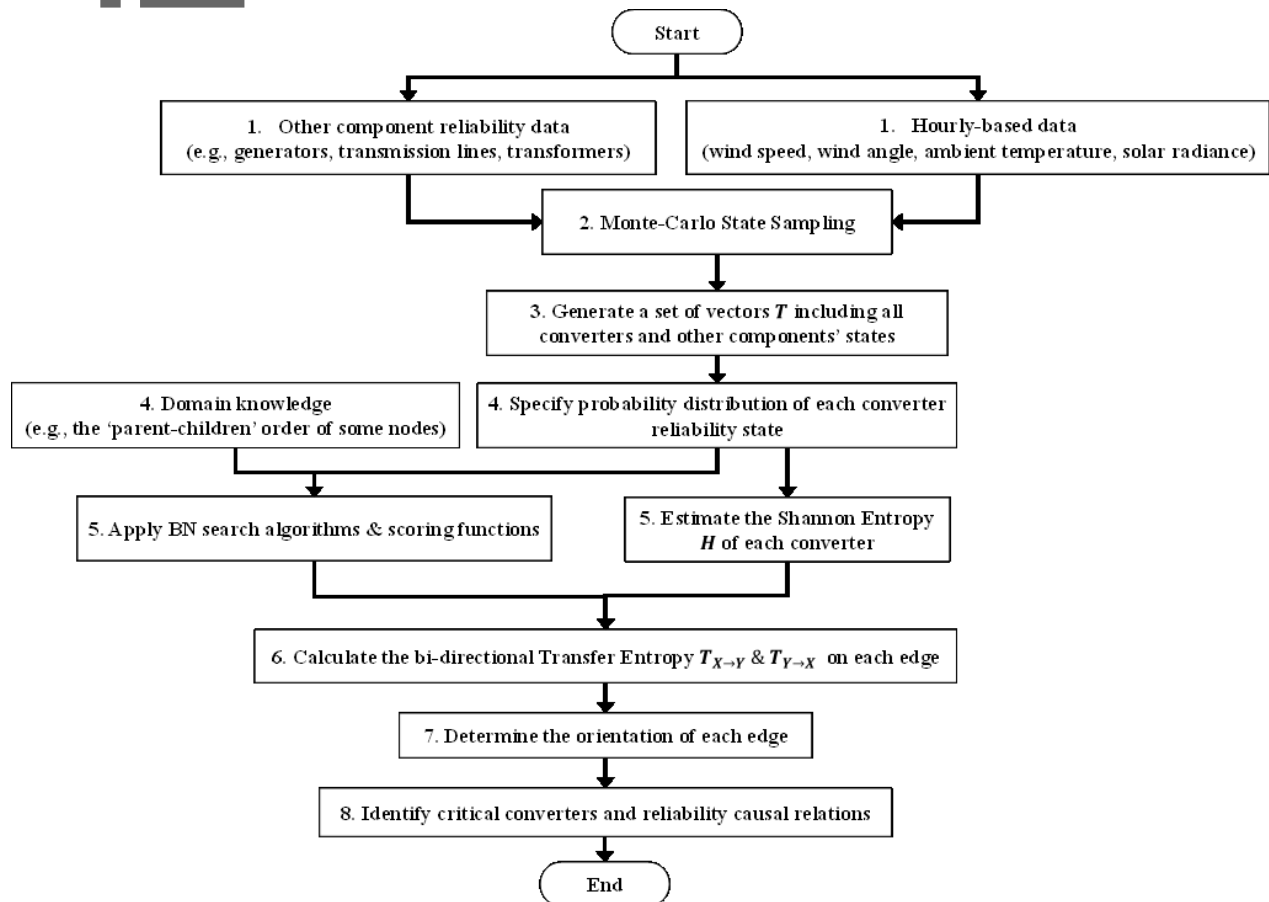 Start
1. Other component reliability data
(e.g., generators, transmission lines, transformers)
1. Hourly-based data
(wind speed, wind angle, ambient temperature, solar radiance)
2. Monte-Carlo State Sampling
3. Generate a set of vectors T including all
converters and other components’ states
4. Domain knowledge
(e.g., the ‘parent-children’ order of some nodes)
4. Specify probability distribution of each converter
reliability state
5. Apply BN search algorithms & scoring functions
5. Estimate the Shannon Entropy
H of each converter
6. Calculate the bi-directional Transfer Entropy T_{X→Y} & T_{Y→X} on each edge
7. Determine the orientation of each edge
8. Identify critical converters and reliability causal relations
End